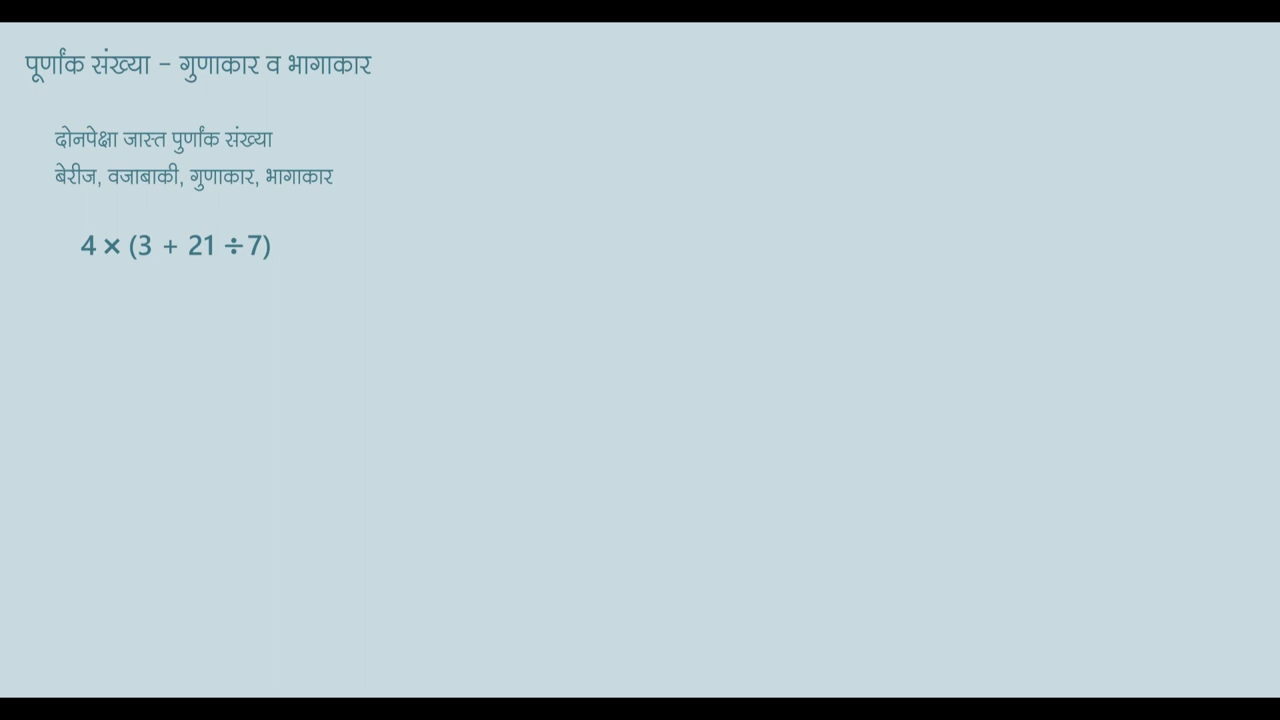 पूर्णांक संख्या - गुणाकार व भागाकार
दोनपेक्षा जास्त पुर्णांक संख्या
बेरीज, वजाबाकी, गुणाकार, भागाकार
4 × (3 + 21 ÷ 7)